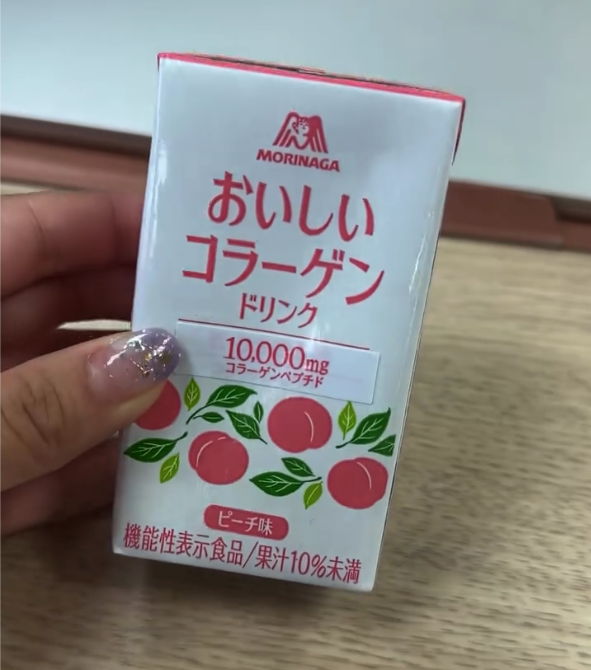 MORINAGA
おいしい
コラーゲン
ドリンク
10,000mg
コラーゲンペプチド
ピーチ味
機能性表示食品/果汁10%未満